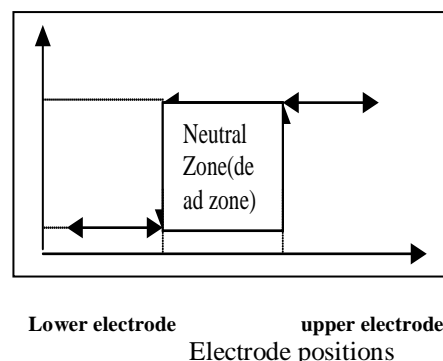 Neutral
Zone(de
ad zone)
Lower electrode upper electrode
Electrode positions